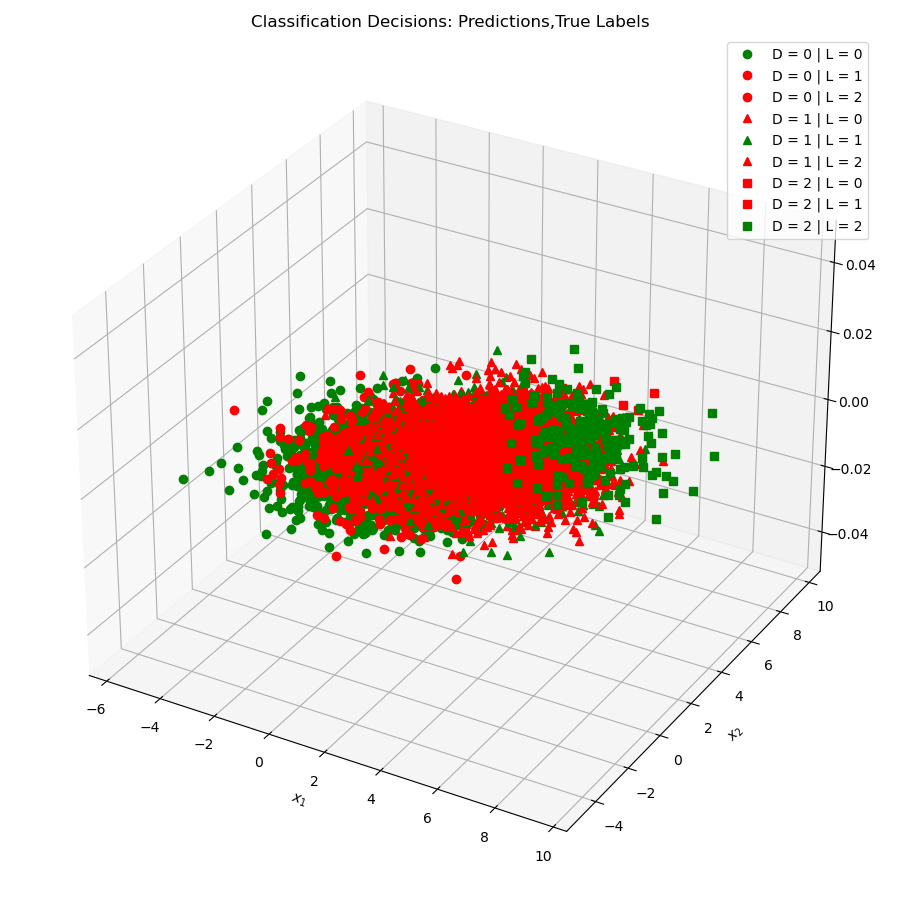 Classification Decisions: Predictions,True Labels
D = 0 | L = 0
D = 0 | L = 1
D = 0 | L = 2
D = 1 | L = 0
D = 1 | L = 1
D = 1 | L = 2
D = 2 | L = 0
D = 2 | L = 1
D = 2 | L = 2
0.04
0.02
0.00
−0.02
−0.04
10
8
6
4
2
0
−2
−4
x₂
−6
−4
−2
0
2
4
6
8
10
x₁